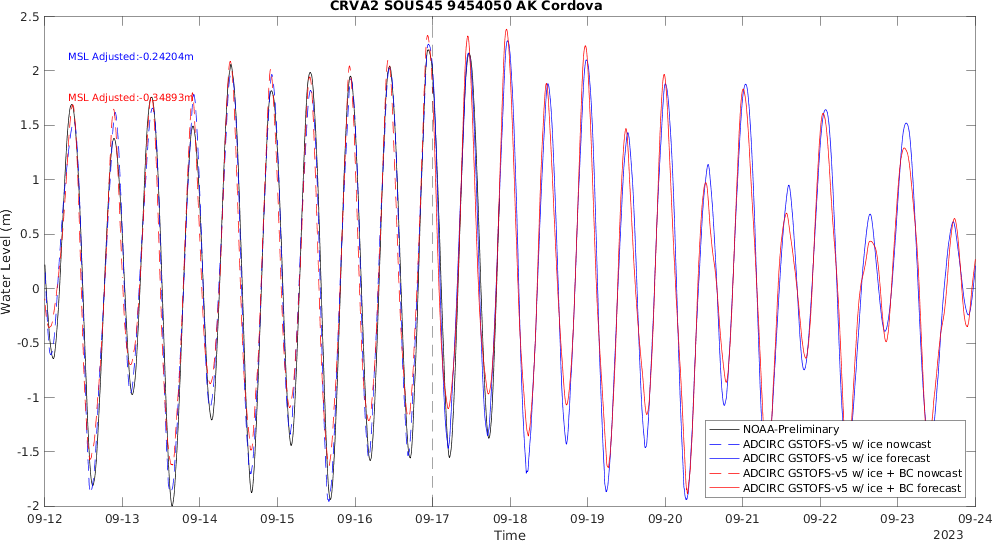 CRVA2 SOUS45 9454050 AK Cordova
2.5
MSL Adjusted:-0.24204m
2
MSL Adjusted:-0.34893m
1.5
1
0.5
0
-0.5
-1
-1.5
-2
Water Level (m)
NOAA-Preliminary
ADCIRC GSTOFS-v5 w/ ice nowcast
ADCIRC GSTOFS-v5 w/ ice forecast
ADCIRC GSTOFS-v5 w/ ice + BC nowcast
ADCIRC GSTOFS-v5 w/ ice + BC forecast
09-12 09-13 09-14 09-15 09-16 09-17 09-18 09-19 09-20 09-21 09-22 09-23 09-24
Time
2023